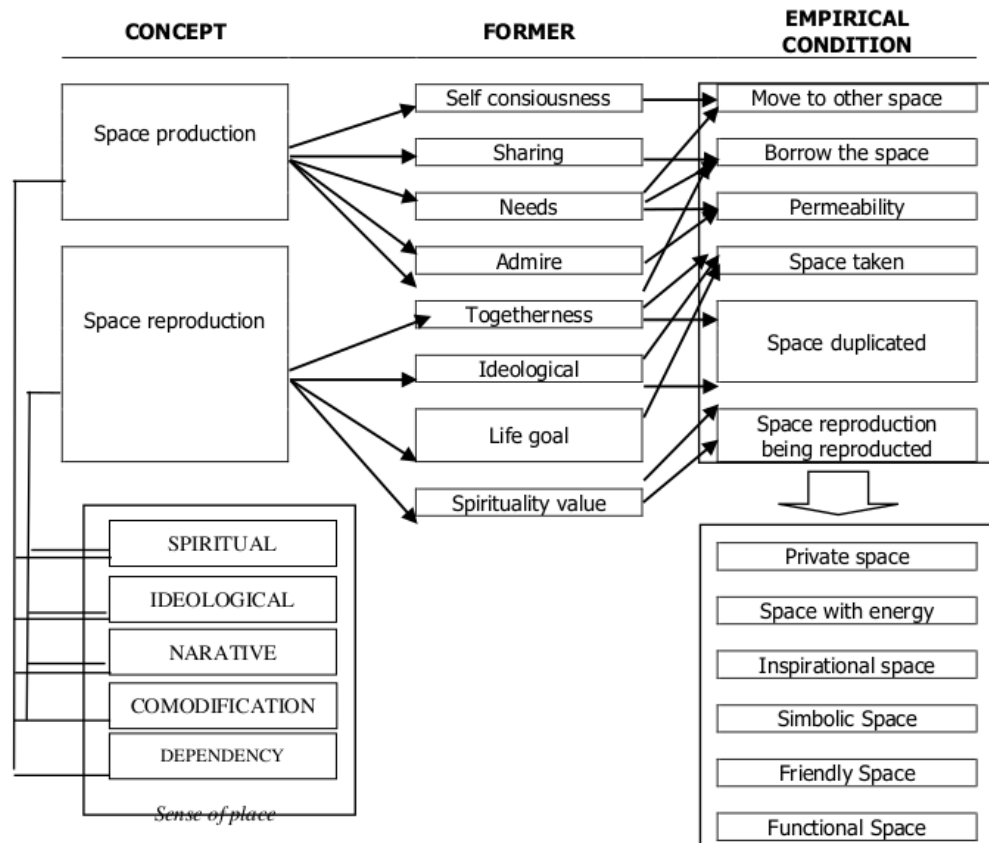 CONCEPT
FORMER
EMPIRICAL
CONDITION
Space production
Space reproduction
Self consiousness
Sharing
Needs
Admire
Togetherness
Ideological
Life goal
Spirituality value
Move to other space
Borrow the space
Permeability
Space taken
Space duplicated
Space reproduction
being reproducted
SPIRITUAL
IDEOLOGICAL
NARATIVE
COMODIFICATION
DEPENDENCY
Sense of place
Private space
Space with energy
Inspirational space
Simbolic Space
Friendly Space
Functional Space